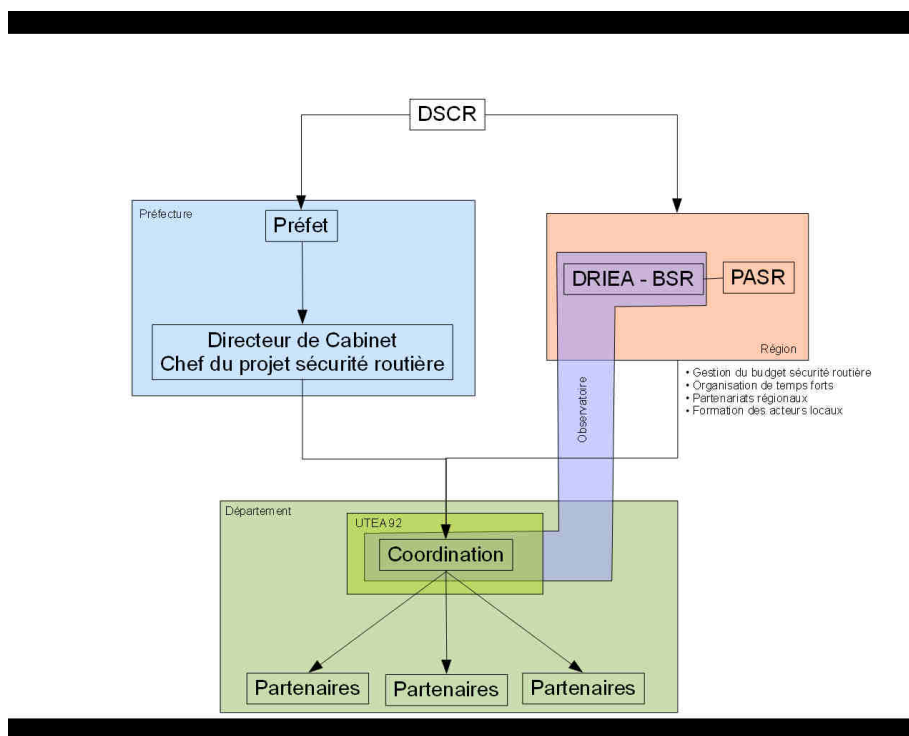 DSCR
Préfecture
Préfet
Directeur de Cabinet
Chef du projet sécurité routière
DRIEA - BSR
PASR
Région
• Gestion du budget sécurité routière
• Organisation de temps forts
• Partenariats régionaux
• Formation des acteurs locaux
Observatoire
Département
UTEA92
Coordination
Partenaires
Partenaires
Partenaires